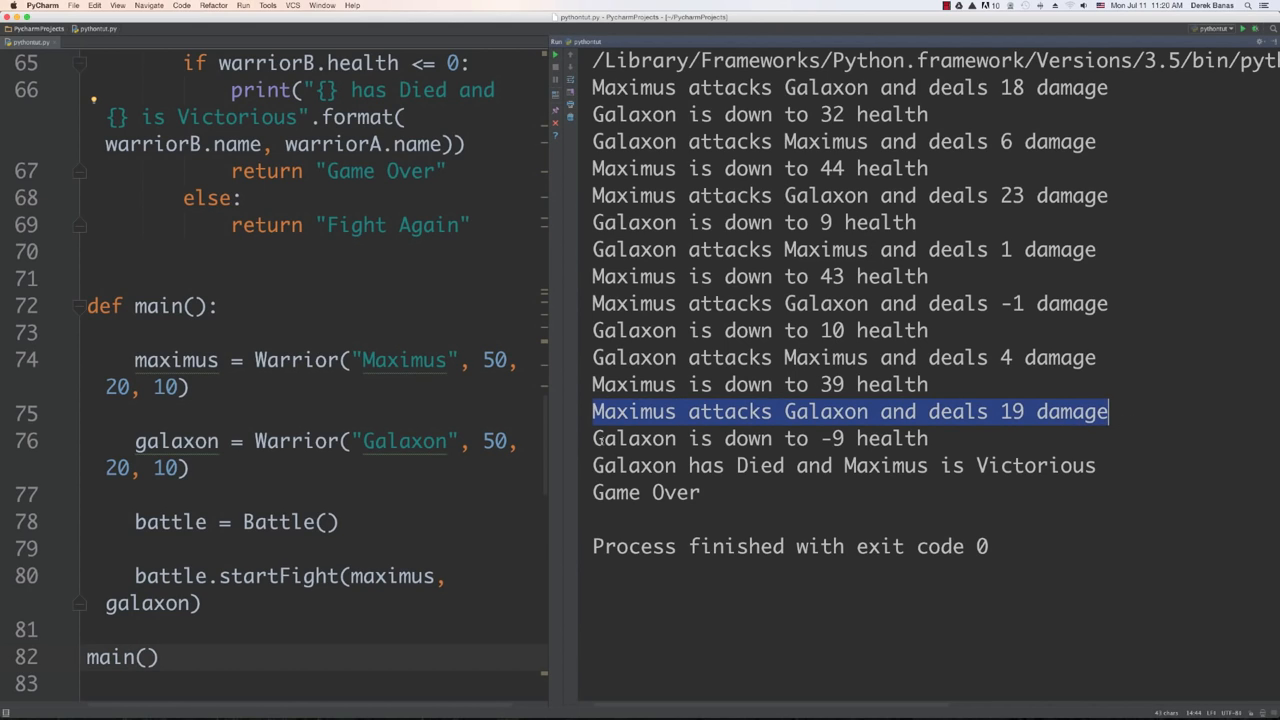 PyCharm File Edit View Navigate Code Refactor Run Tools VCS Window Help
10 Mon Jul 11 11:20 AM Derek Banas
pythontut.py - PycharmProjects - [~/PycharmProjects]
PycharmProjects pythontut.py
pythontut
pythontut.py
Run pythontut
65 if warriorB.health <= 0:
66 print("{} has Died and
{} is Victorious".format(
warriorB.name, warriorA.name))
67 return "Game Over"
68 else:
69 return "Fight Again"
70
71
72 def main():
73
74 maximus = Warrior("Maximus", 50,
20, 10)
75
76 galaxon = Warrior("Galaxon", 50,
20, 10)
77
78 battle = Battle()
79
80 battle.startFight(maximus,
galaxon)
81
82 main()
83
/Library/Frameworks/Python.framework/Versions/3.5/bin/pyth
Maximus attacks Galaxon and deals 18 damage
Galaxon is down to 32 health
Galaxon attacks Maximus and deals 6 damage
Maximus is down to 44 health
Maximus attacks Galaxon and deals 23 damage
Galaxon is down to 9 health
Galaxon attacks Maximus and deals 1 damage
Maximus is down to 43 health
Maximus attacks Galaxon and deals -1 damage
Galaxon is down to 10 health
Galaxon attacks Maximus and deals 4 damage
Maximus is down to 39 health
Maximus attacks Galaxon and deals 19 damage
Galaxon is down to -9 health
Galaxon has Died and Maximus is Victorious
Game Over
Process finished with exit code 0
43 chars 14:44 LF‡ UTF-8‡